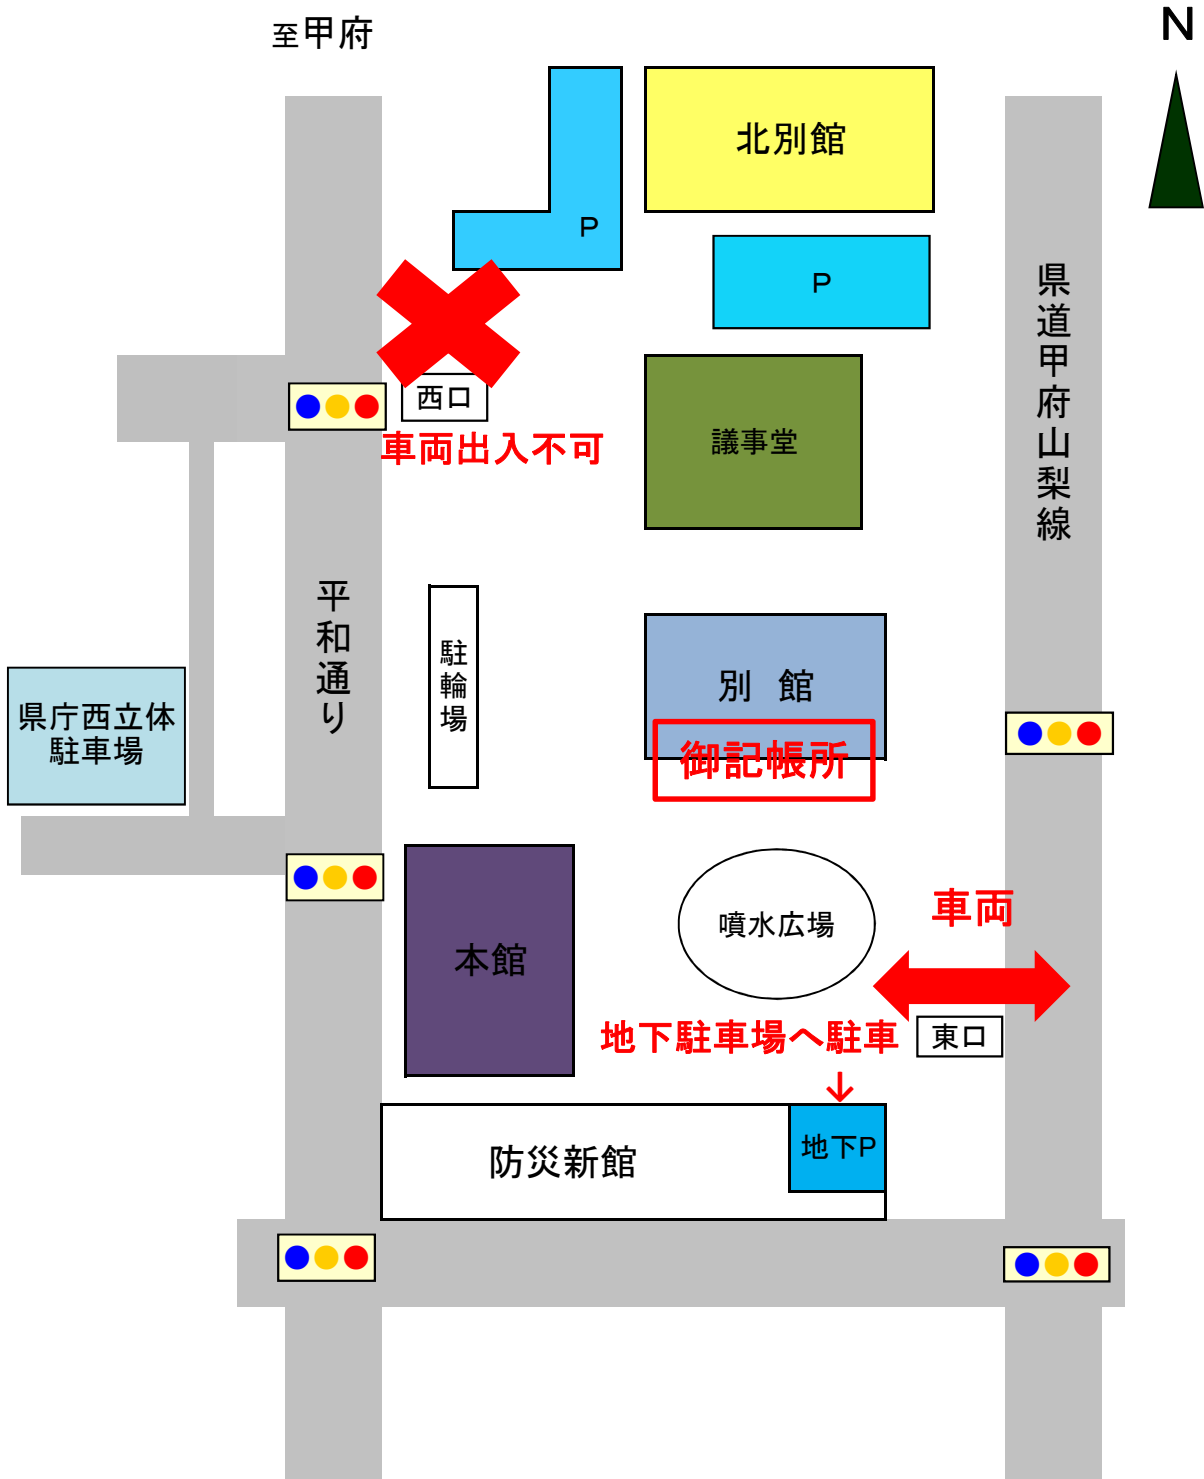 至甲府
N
北別館
P
P
県道甲府山梨線
西口
車両出入不可
議事堂
平和通り
駐輪場
別　館
御記帳所
県庁西立体
駐車場
本館
噴水広場
車両
地下駐車場へ駐車
東口
↓
防災新館
地下P